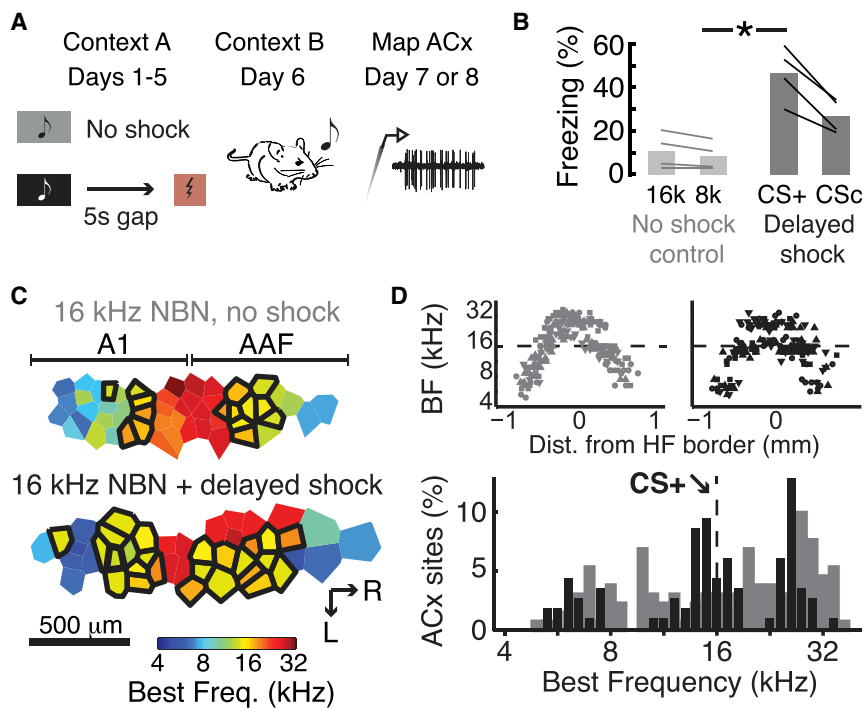 A
Context A
Days 1-5
Context B
Day 6
Map ACx
Day 7 or 8
No shock
5s gap
B
Freezing (%)
60
40
20
0
*
16k 8k
No shock
control
CS+ CSc
Delayed
shock
C
16 kHz NBN, no shock
A1
AAF
16 kHz NBN + delayed shock
R
L
500 µm
4 8 16 32
Best Freq. (kHz)
D
BF (kHz)
32
16
8
4
−1 0 1
−1 0
Dist. from HF border (mm)
CS+
ACx sites (%)
10
5
0
4 8 16 32
Best Frequency (kHz)